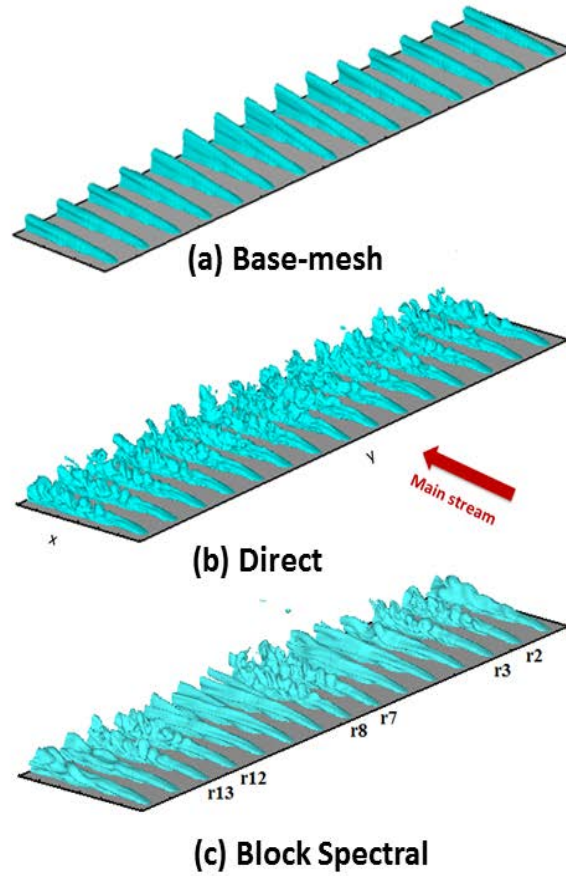 (a) Base-mesh
y
Main stream
x
(b) Direct
r3 r2
r8 r7
r13 r12
(c) Block Spectral